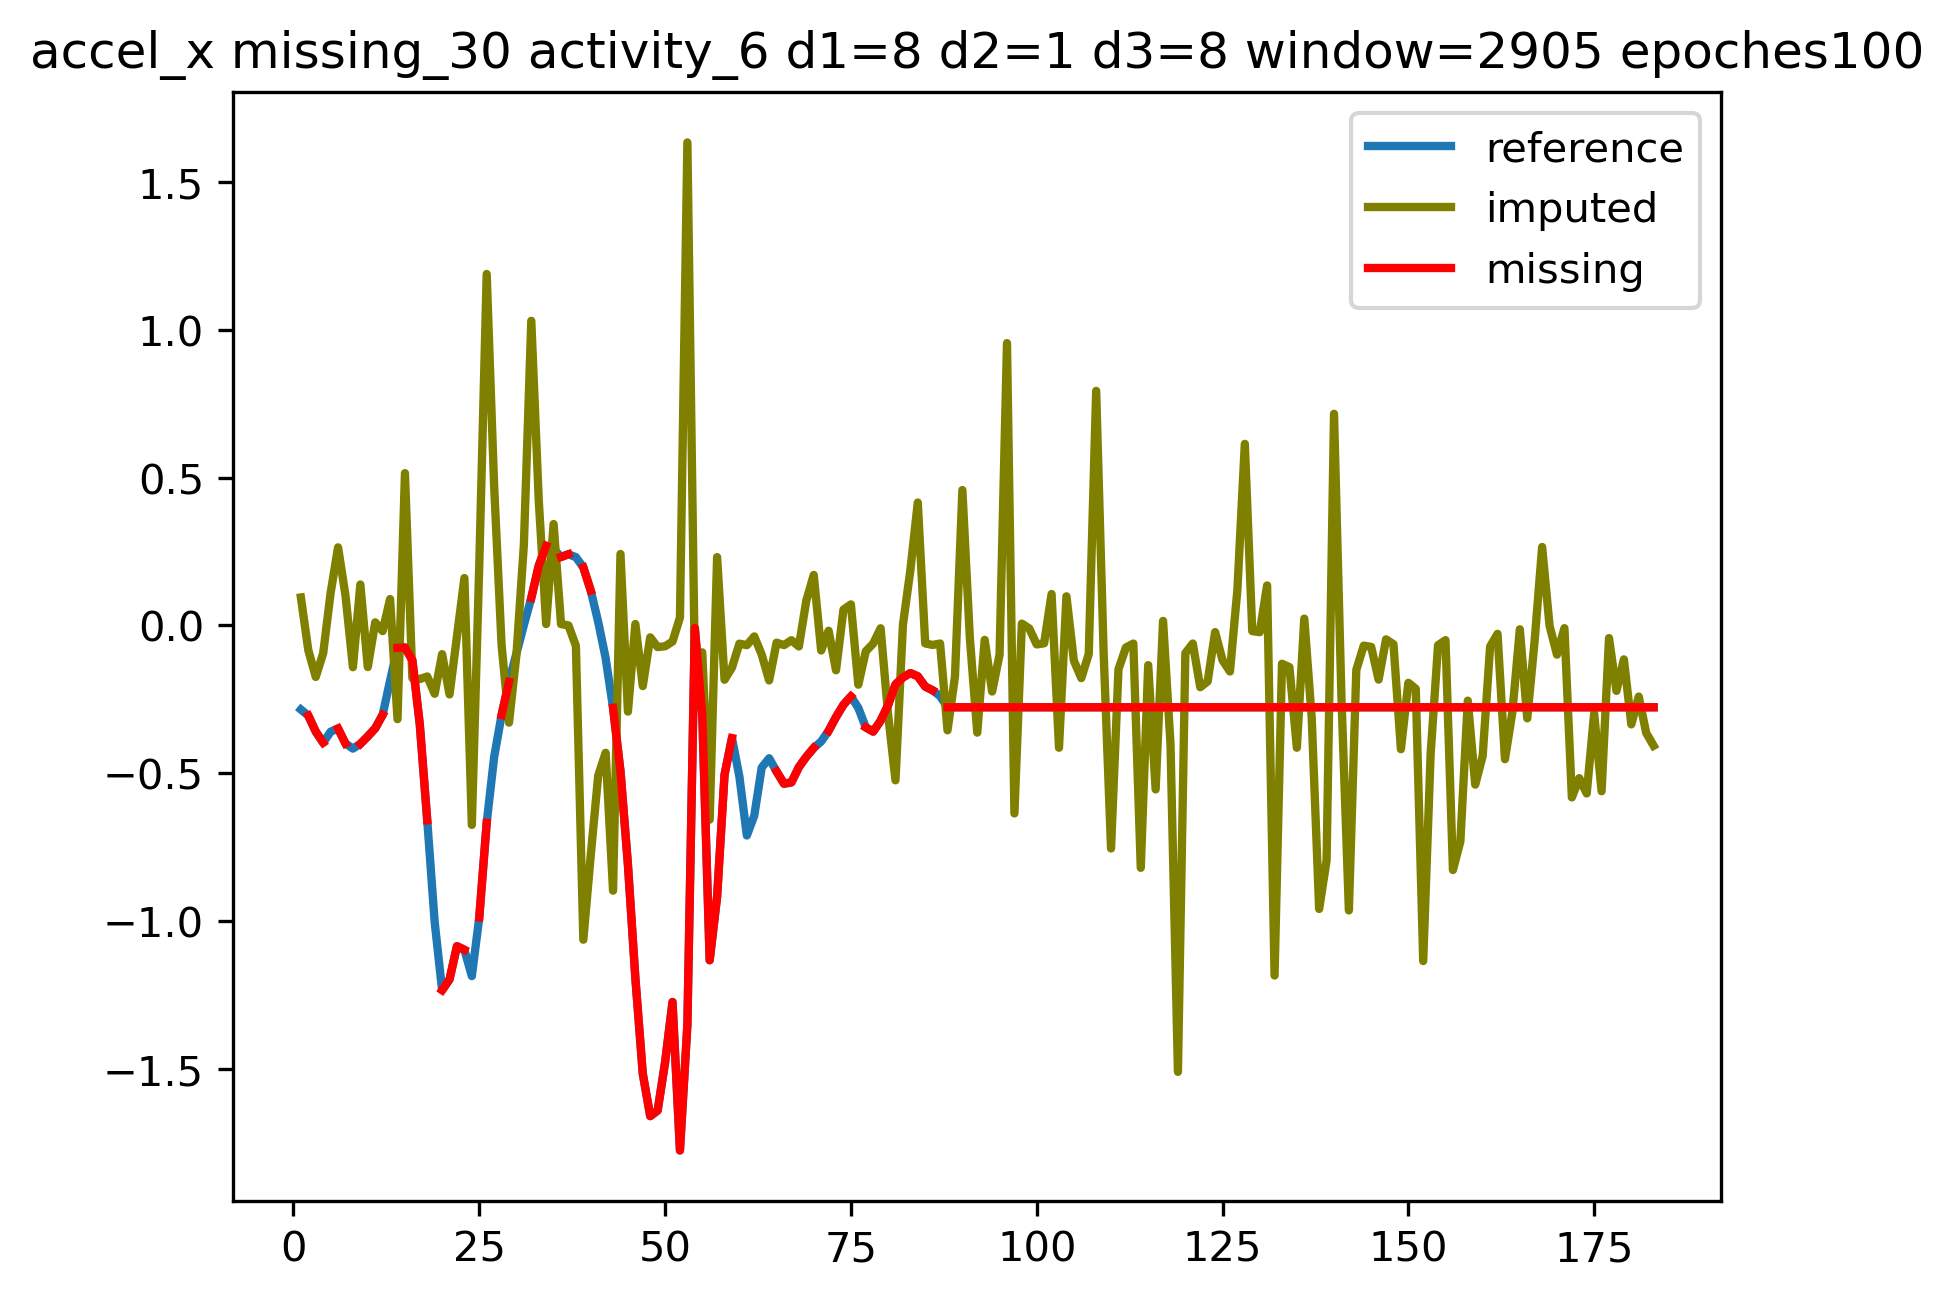 accel_x missing_30 activity_6 d1=8 d2=1 d3=8 window=2905 epoches100
reference
imputed
missing
1.5
1.0
0.5
0.0
−0.5
−1.0
−1.5
0 25 50 75 100 125 150 175